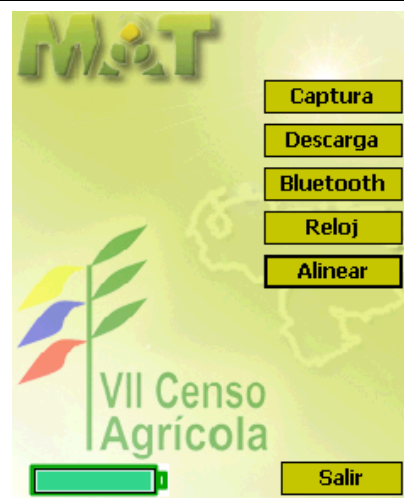 MAT
Captura
Descarga
Bluetooth
Reloj
Alinear
VII Censo
Agrícola
Salir